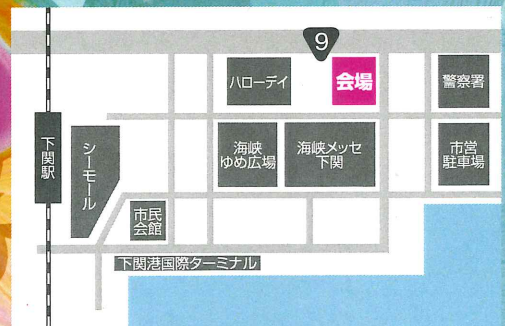 9
ハローデイ
会場
警察署
下関駅
シーモール
海峡
ゆめ広場
海峡メッセ
下関
市営
駐車場
市民
会館
下関港国際ターミナル